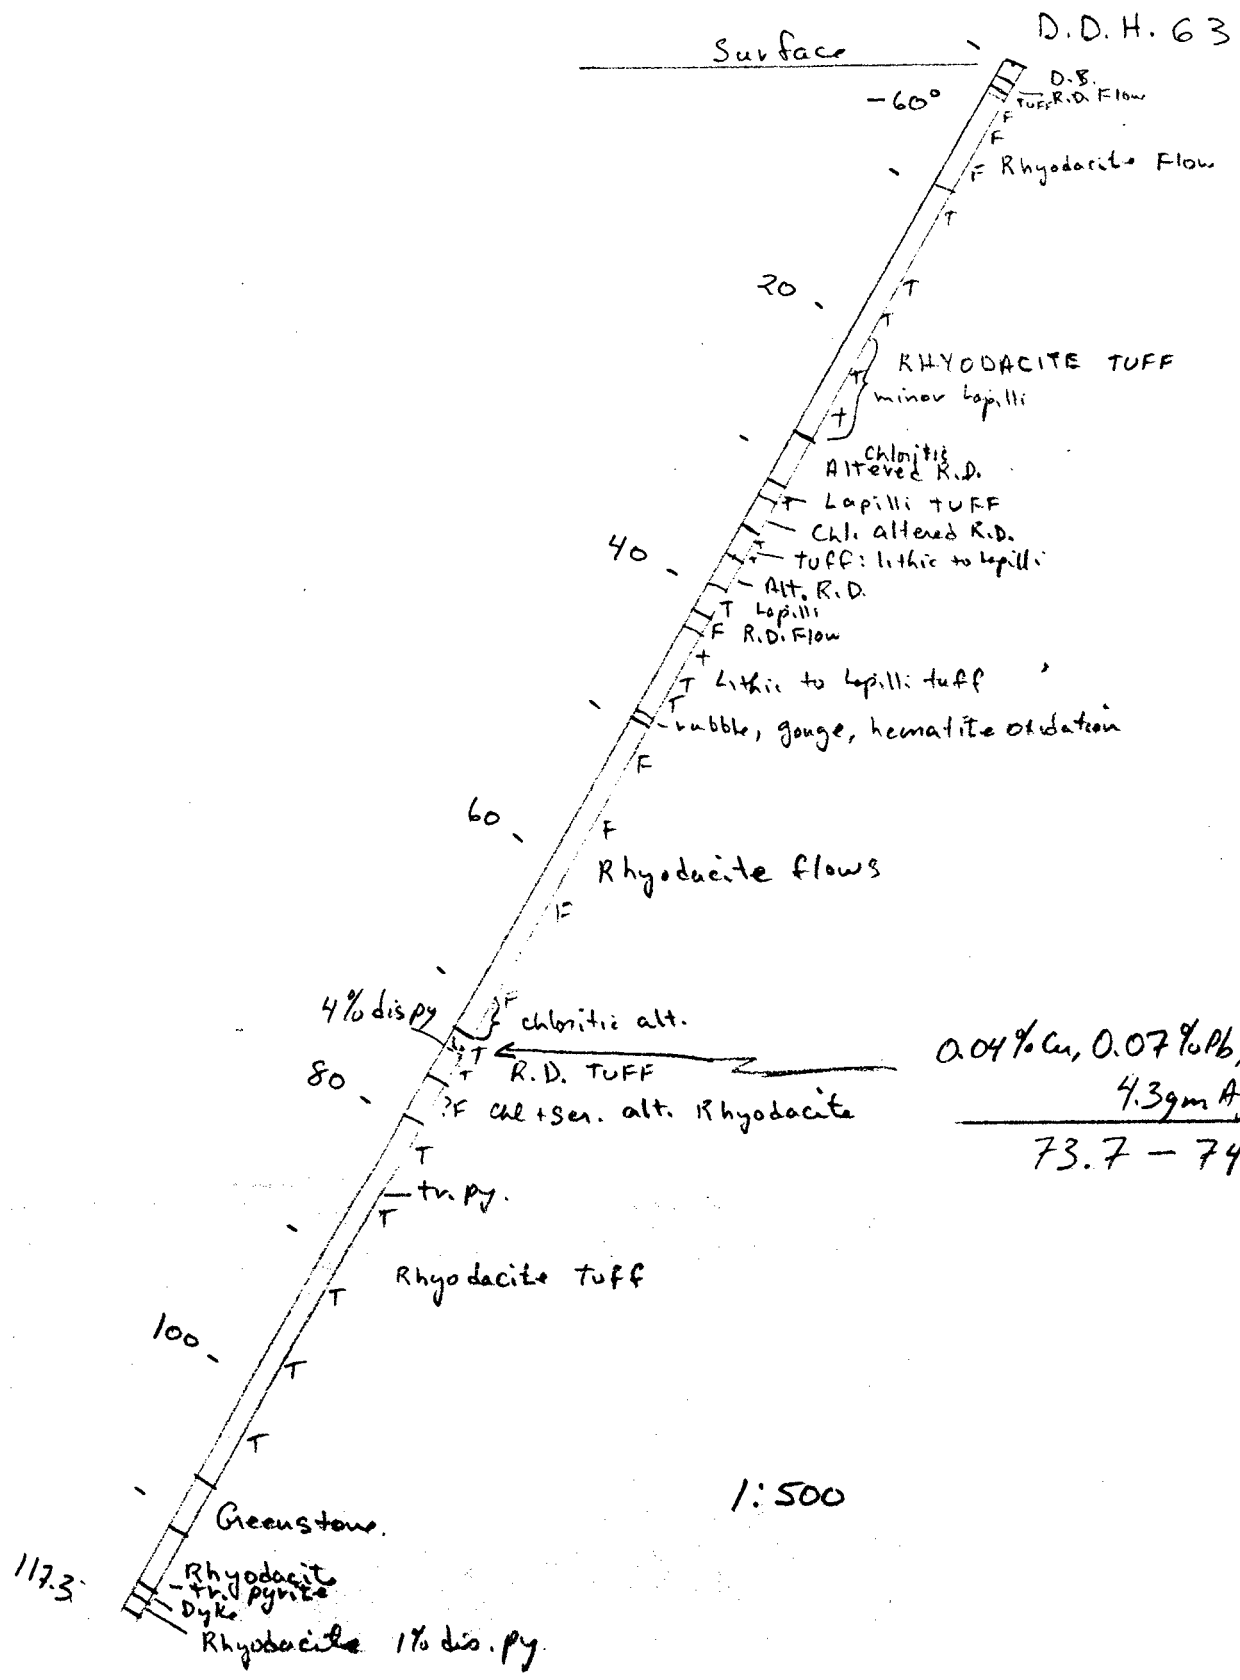 D.D.H. 63
Surface
-60°
O.B.
TUFF R.D. Flow
F
F
F Rhyodacite Flow
T
20
T
T
RHYODACITE TUFF
T
minor Lapilli
+
Chloritic
Altered R.D.
T Lapilli TUFF
Chl. altered R.D.
40
T
+ Tuff: lithic to lapilli
Alt. R.D.
T Lapilli
F R.D. Flow
+
T Lithic to Lapilli tuff
T
rubble, gouge, hematite oxidation
F
60
F
Rhyodacite flows
F
F
4% dis py
chloritic alt.
T
0.04% Cu, 0.07% Pb,
R.D. TUFF
T
80
4.3gm A
?F chl + ser. alt. Rhyodacite
73.7 - 74
T
tr. py.
T
Rhyodacite Tuff
T
100
T
T
1:500
Greenstone.
117.3
Rhyodacite
tr. pyrite
Dyke
Rhyodacite 1% dis. py.